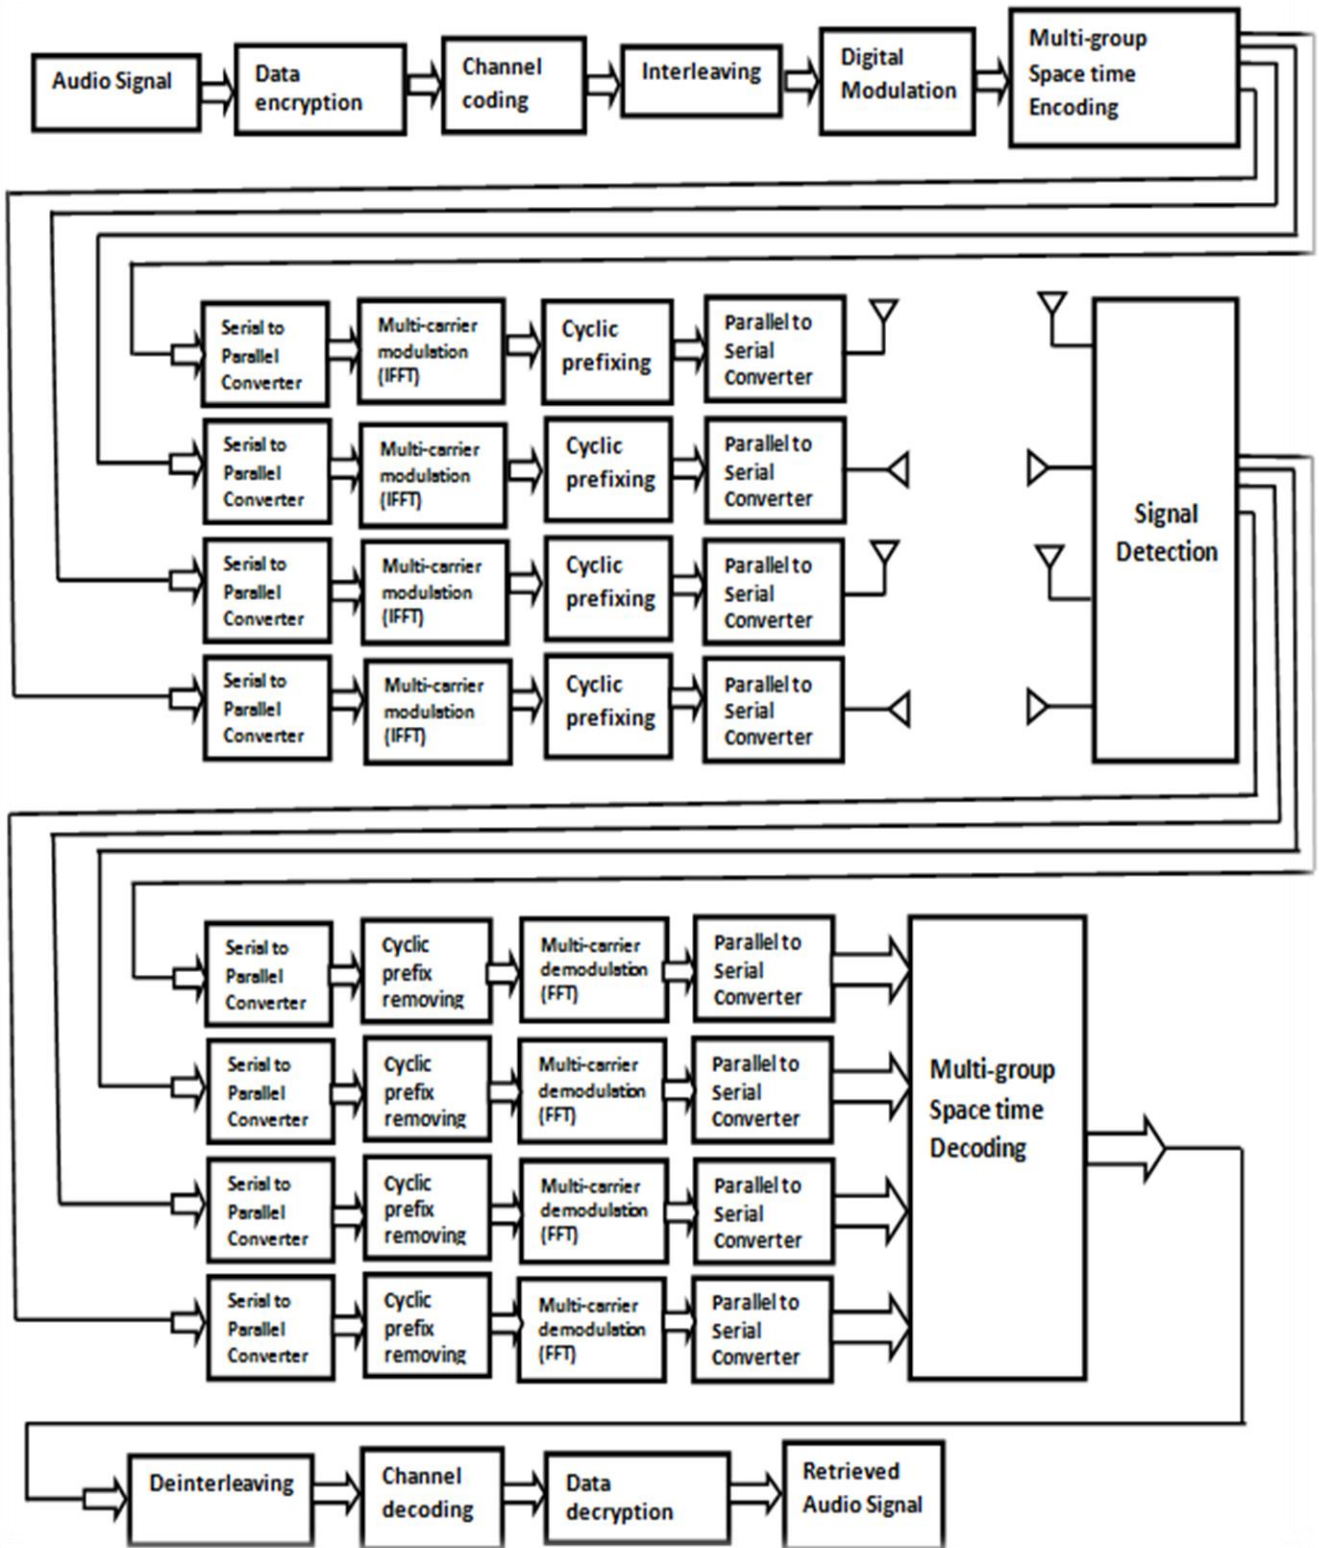 Audio Signal
Data
encryption
Channel
coding
Interleaving
Digital
Modulation
Multi-group
Space time
Encoding
Serial to
Parallel
Converter
Multi-carrier
modulation
(IFFT)
Cyclic
prefixing
Parallel to
Serial
Converter
Serial to
Parallel
Converter
Multi-carrier
modulation
(IFFT)
Cyclic
prefixing
Parallel to
Serial
Converter
Serial to
Parallel
Converter
Multi-carrier
modulation
(IFFT)
Cyclic
prefixing
Parallel to
Serial
Converter
Serial to
Parallel
Converter
Multi-carrier
modulation
(IFFT)
Cyclic
prefixing
Parallel to
Serial
Converter
Signal
Detection
Serial to
Parallel
Converter
Cyclic
prefix
removing
Multi-carrier
demodulation
(FFT)
Parallel to
Serial
Converter
Serial to
Parallel
Converter
Cyclic
prefix
removing
Multi-carrier
demodulation
(FFT)
Parallel to
Serial
Converter
Serial to
Parallel
Converter
Cyclic
prefix
removing
Multi-carrier
demodulation
(FFT)
Parallel to
Serial
Converter
Serial to
Parallel
Converter
Cyclic
prefix
removing
Multi-carrier
demodulation
(FFT)
Parallel to
Serial
Converter
Multi-group
Space time
Decoding
Deinterleaving
Channel
decoding
Data
decryption
Retrieved
Audio Signal